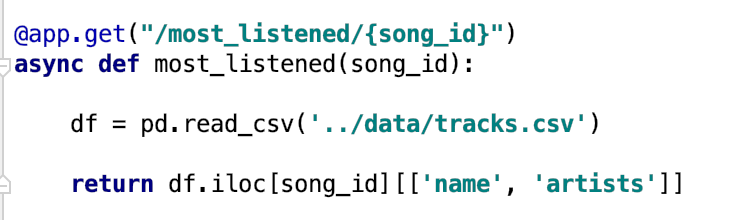 @app.get("/most_listened/{song_id}")
async def most_listened(song_id):
df = pd.read_csv('../data/tracks.csv')
return df.iloc[song_id][['name', 'artists']]